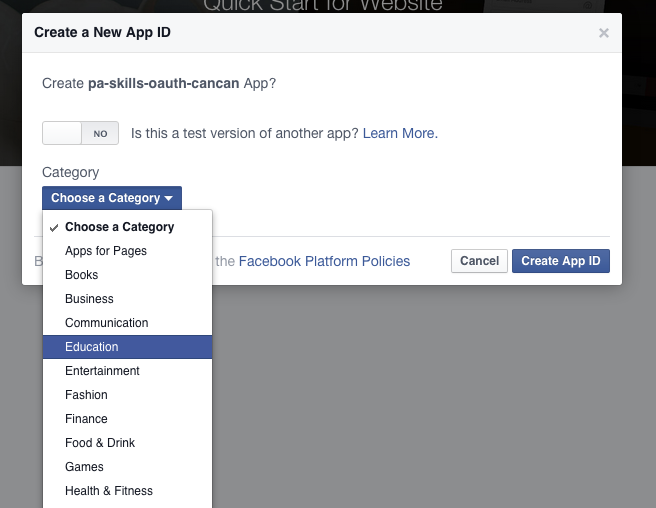 Quick Start for Website
Create a New App ID ×
Create pa-skills-oauth-cancan App?
NO Is this a test version of another app? Learn More.
Category
Choose a Category
✓ Choose a Category
Apps for Pages
Books
the Facebook Platform Policies Cancel Create App ID
Business
Communication
Education
Entertainment
Fashion
Finance
Food & Drink
Games
Health & Fitness